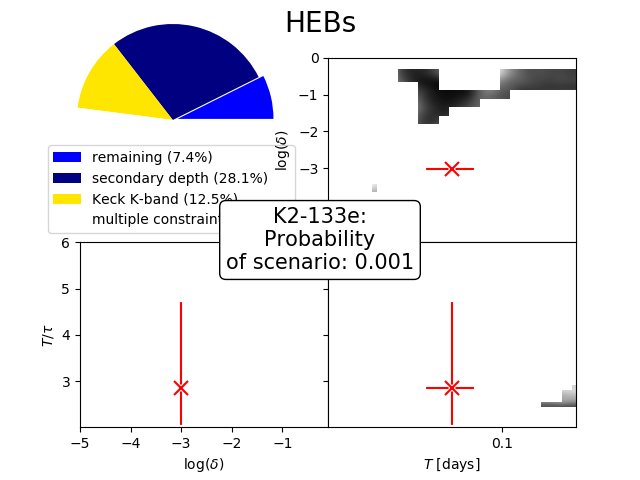 HEBs
remaining (7.4%)
secondary depth (28.1%)
Keck K-band (12.5%)
multiple constraint
0
−1
−2
−3
log(δ)
K2-133e:
Probability
of scenario: 0.001
6
5
4
3
T/τ
−5 −4 −3 −2 −1
log(δ)
0.1
T [days]